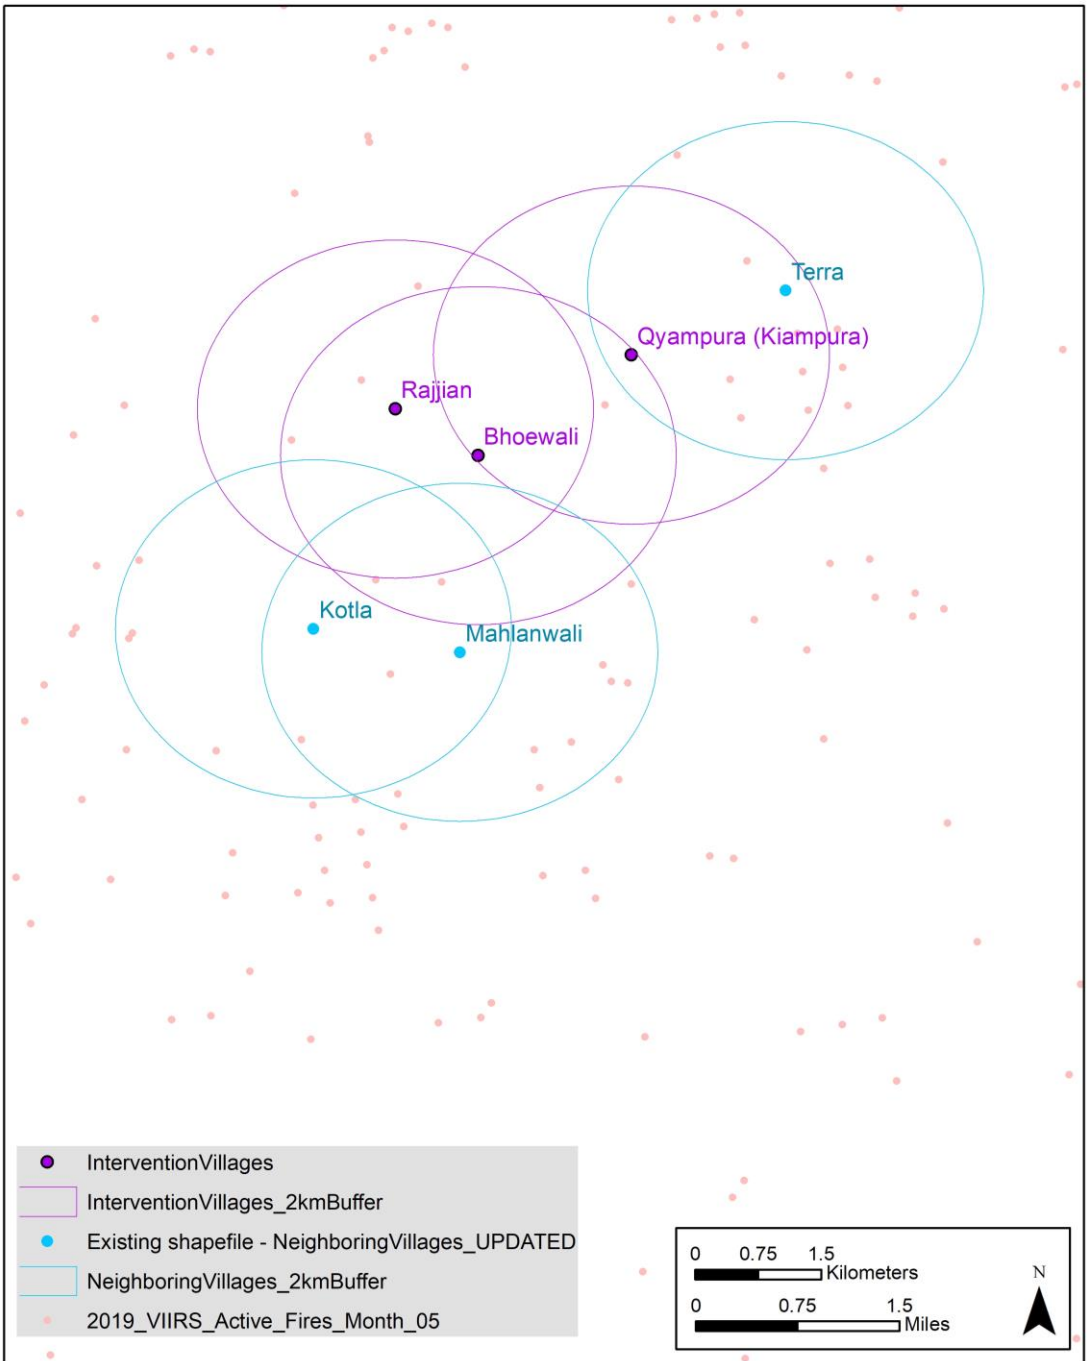 Terra
Qyampura (Kiampura)
Rajjian
Bhoewali
Kotla
Mahlanwali
InterventionVillages
InterventionVillages_2kmBuffer
Existing shapefile - NeighboringVillages_UPDATED
NeighboringVillages_2kmBuffer
2019_VIIRS_Active_Fires_Month_05
0 0.75 1.5
Kilometers
0 0.75 1.5
Miles
N